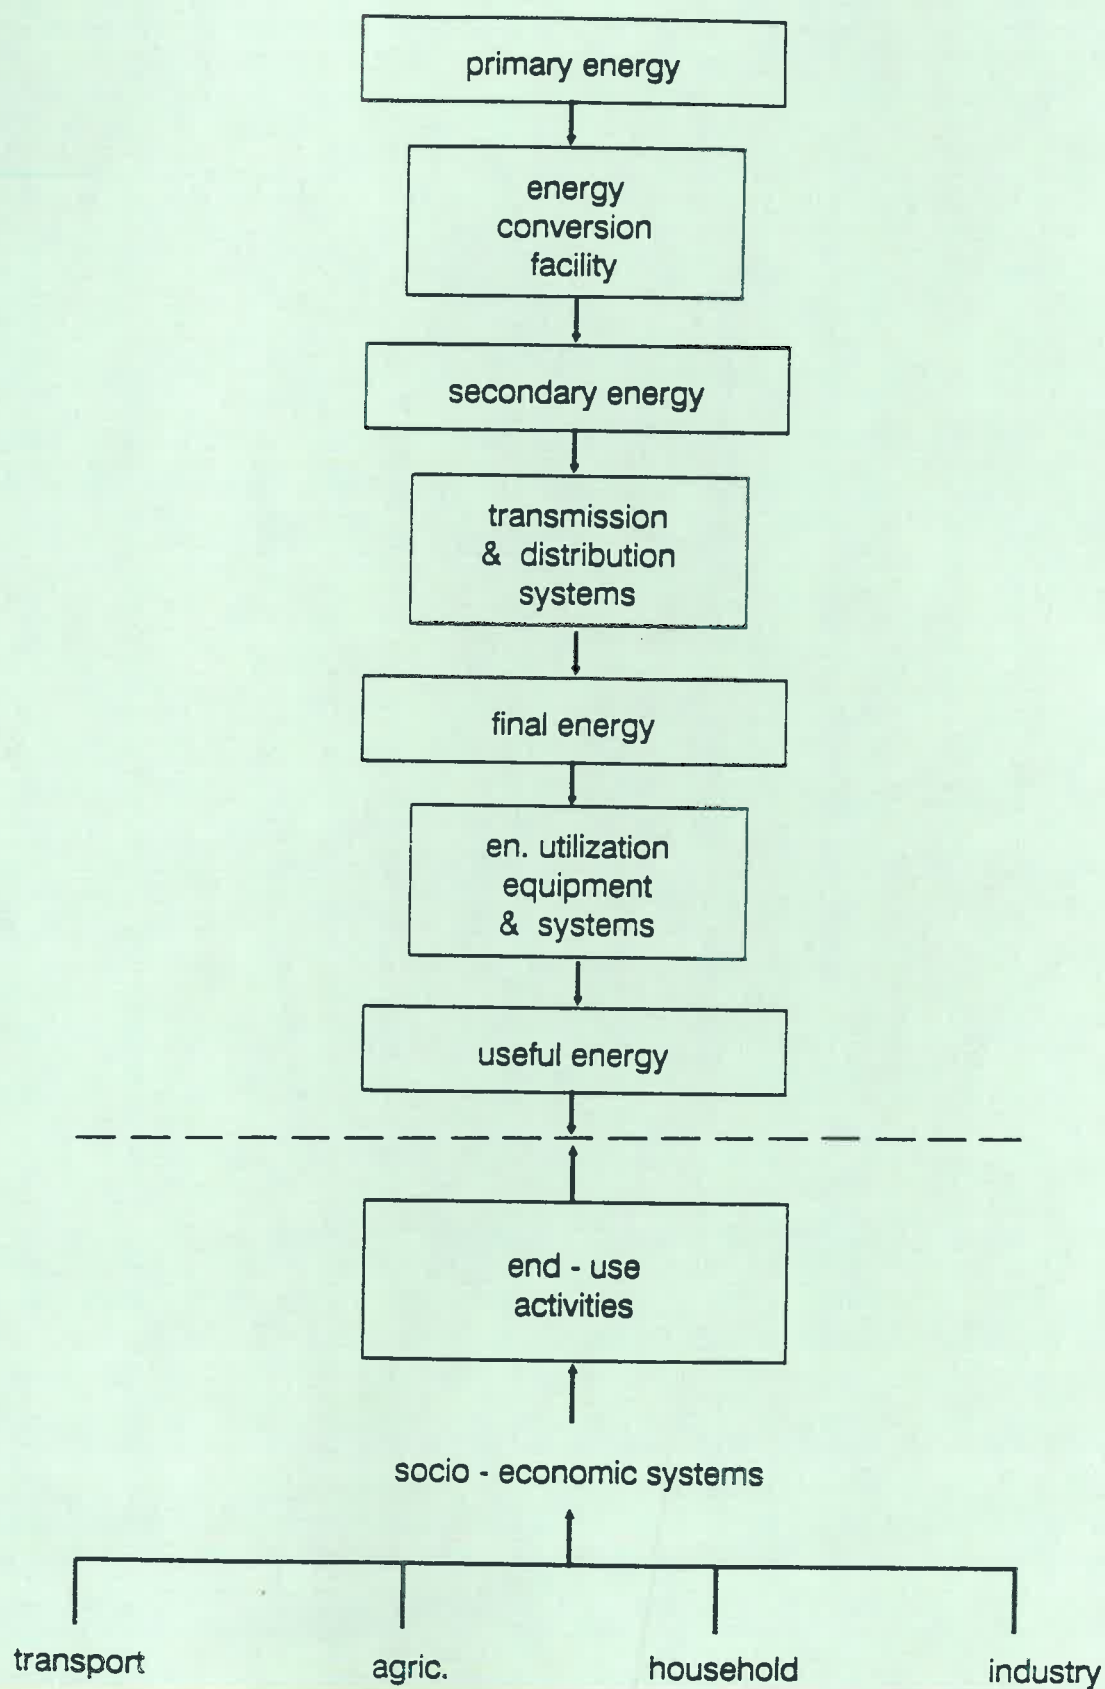 primary energy
energy
conversion
facility
secondary energy
transmission
& distribution
systems
final energy
en. utilization
equipment
& systems
useful energy
end - use
activities
socio - economic systems
transport agric. household industry